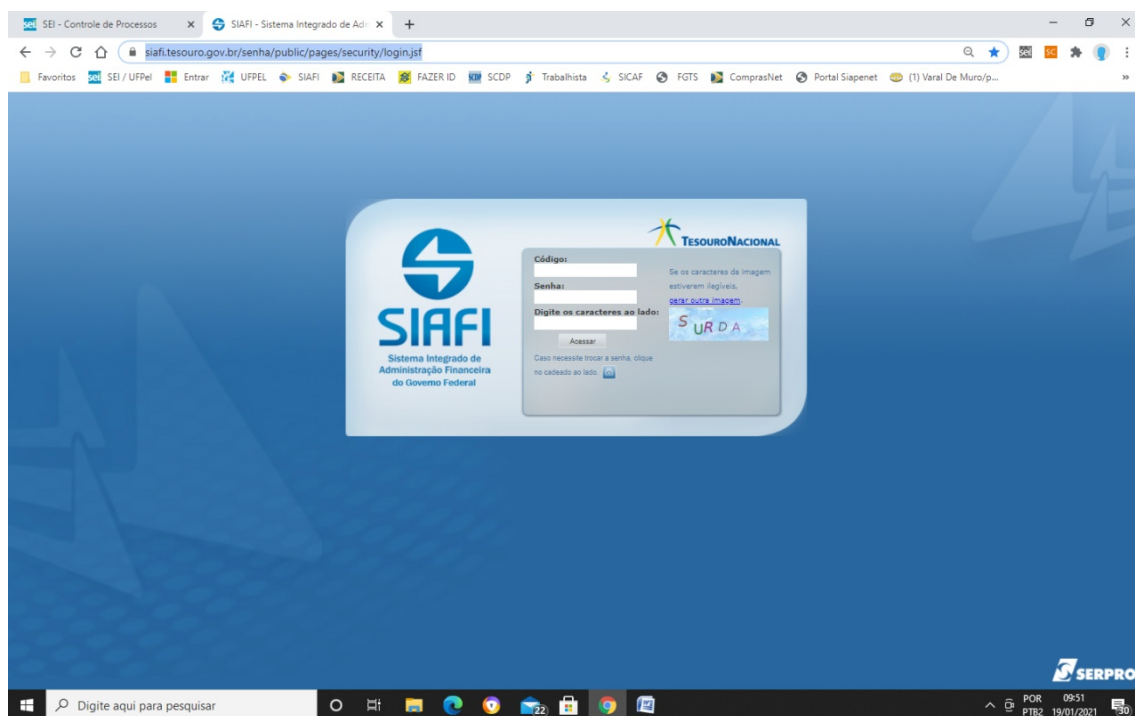 SEI - Controle de Processos
SIAFI - Sistema Integrado de Adm
siafi.tesouro.gov.br/senha/public/pages/security/login.jsf
Favoritos SEI / UFPel Entrar UFPEL SIAFI RECEITA FAZER ID SCDP Trabalhista SICAF FGTS ComprasNet Portal Siapenet (1) Varal De Muro/p...
TESOURONACIONAL
SIAFI
Sistema Integrado de
Administração Financeira
do Governo Federal
Código:
Senha:
Digite os caracteres ao lado:
Acessar
Caso necessite trocar a senha, clique
no cadeado ao lado.
Se os caracteres da imagem
estiverem ilegíveis,
gerar outra imagem.
S U R D A
SERPRO
Digite aqui para pesquisar
22
POR
PTB2
09:51
19/01/2021
30